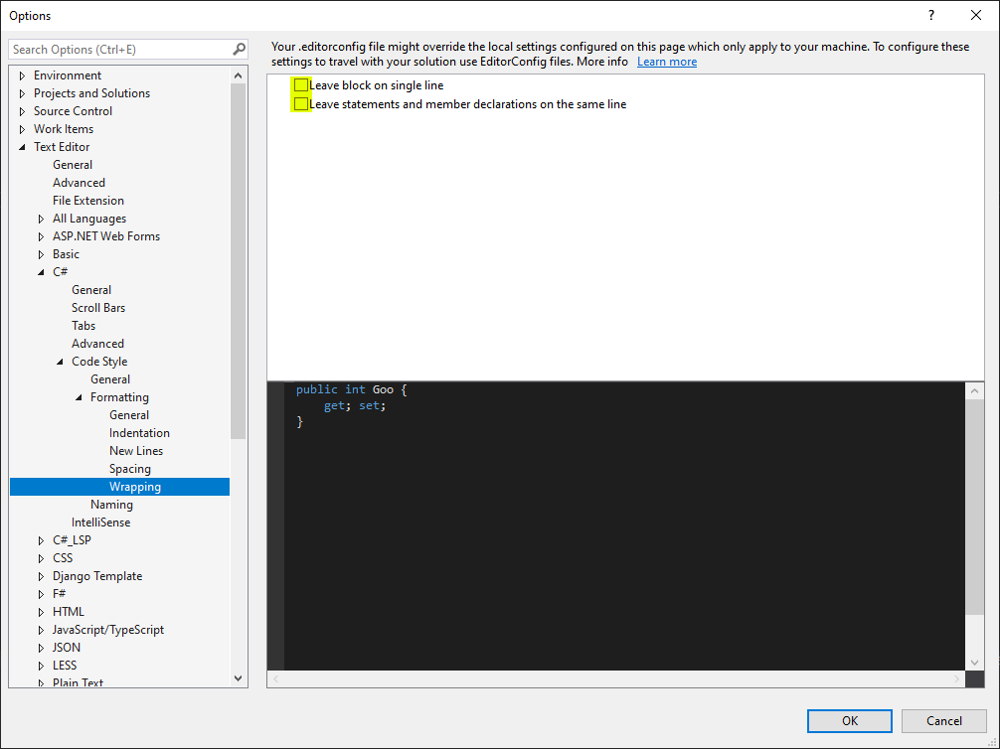 Options
?
Search Options (Ctrl+E)
Your .editorconfig file might override the local settings configured on this page which only apply to your machine. To configure these
settings to travel with your solution use EditorConfig files. More info Learn more
Environment
Projects and Solutions
Source Control
Work Items
Text Editor
General
Advanced
File Extension
All Languages
ASP.NET Web Forms
Basic
C#
General
Scroll Bars
Tabs
Advanced
Code Style
General
Formatting
General
Indentation
New Lines
Spacing
Wrapping
Naming
IntelliSense
C#_LSP
CSS
Django Template
F#
HTML
JavaScript/TypeScript
JSON
LESS
Plain Text
Leave block on single line
Leave statements and member declarations on the same line
public int Goo {
get; set;
}
OK
Cancel